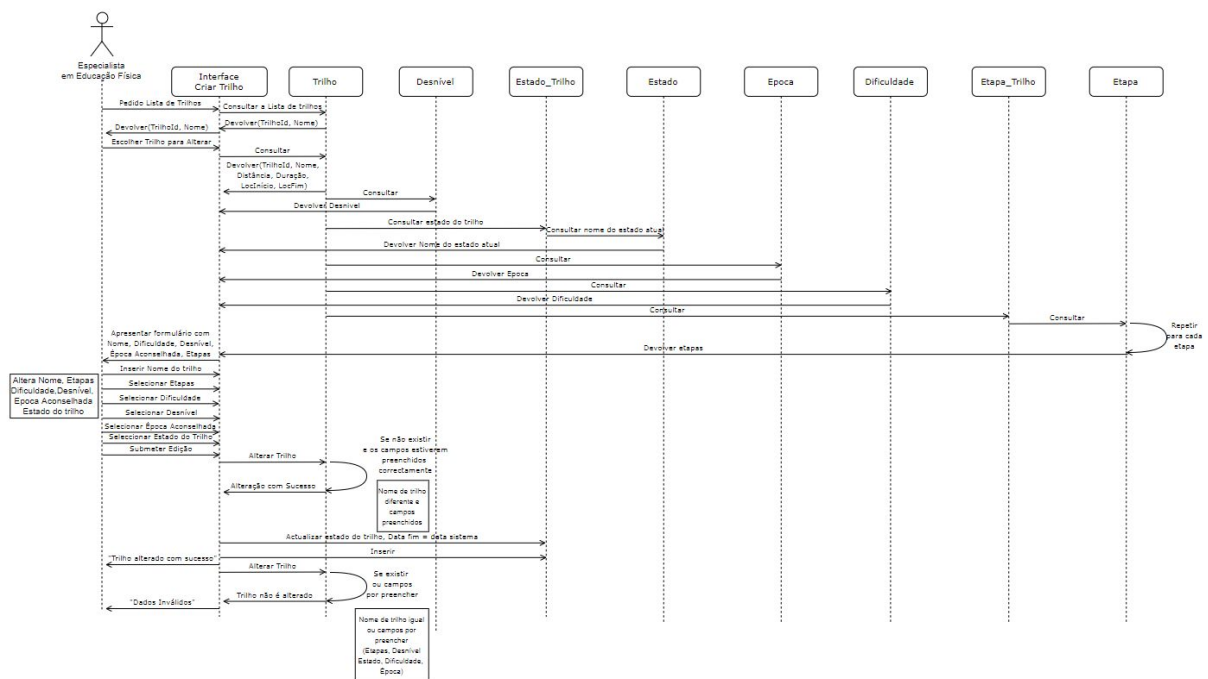 Especialista
em Educação Física
Interface
Criar Trilho
Trilho
Desnível
Estado_Trilho
Estado
Epoca
Dificuldade
Etapa_Trilho
Etapa
Pedido Lista de Trilhos
Consultar a Lista de trilhos
Devolver(TrilhoId, Nome)
Devolver(TrilhoId, Nome)
Escolher Trilho para Alterar
Consultar
Devolver(TrilhoId, Nome,
Distância, Duração,
LocInício, LocFim)
Consultar
Devolver Desnivel
Consultar estado do trilho
Consultar nome do estado atual
Devolver Nome do estado atual
Consultar
Devolver Epoca
Consultar
Devolver Dificuldade
Consultar
Consultar
Repetir
para cada
etapa
Devolver etapas
Apresentar formulário com
Nome, Dificuldade, Desnível,
Época Aconselhada, Etapas
Inserir Nome do trilho
Altera Nome, Etapas
Dificuldade,Desnível,
Epoca Aconselhada
Estado do trilho
Selecionar Etapas
Selecionar Dificuldade
Selecionar Desnível
Selecionar Época Aconselhada
Seleccionar Estado do Trilho
Submeter Edição
Alterar Trilho
Se não existir
e os campos estiverem
preenchidos
correctamente
Alteração com Sucesso
Nome de trilho
diferente e
campos
preenchidos
Actualizar estado do trilho, Data fim = data sistema
Inserir
"Trilho alterado com sucesso"
Alterar Trilho
Se existir
ou campos
por preencher
Trilho não é alterado
"Dados Inválidos"
Nome de trilho igual
ou campos por
preencher
(Etapas, Desnível
Estado, Dificuldade,
Época)